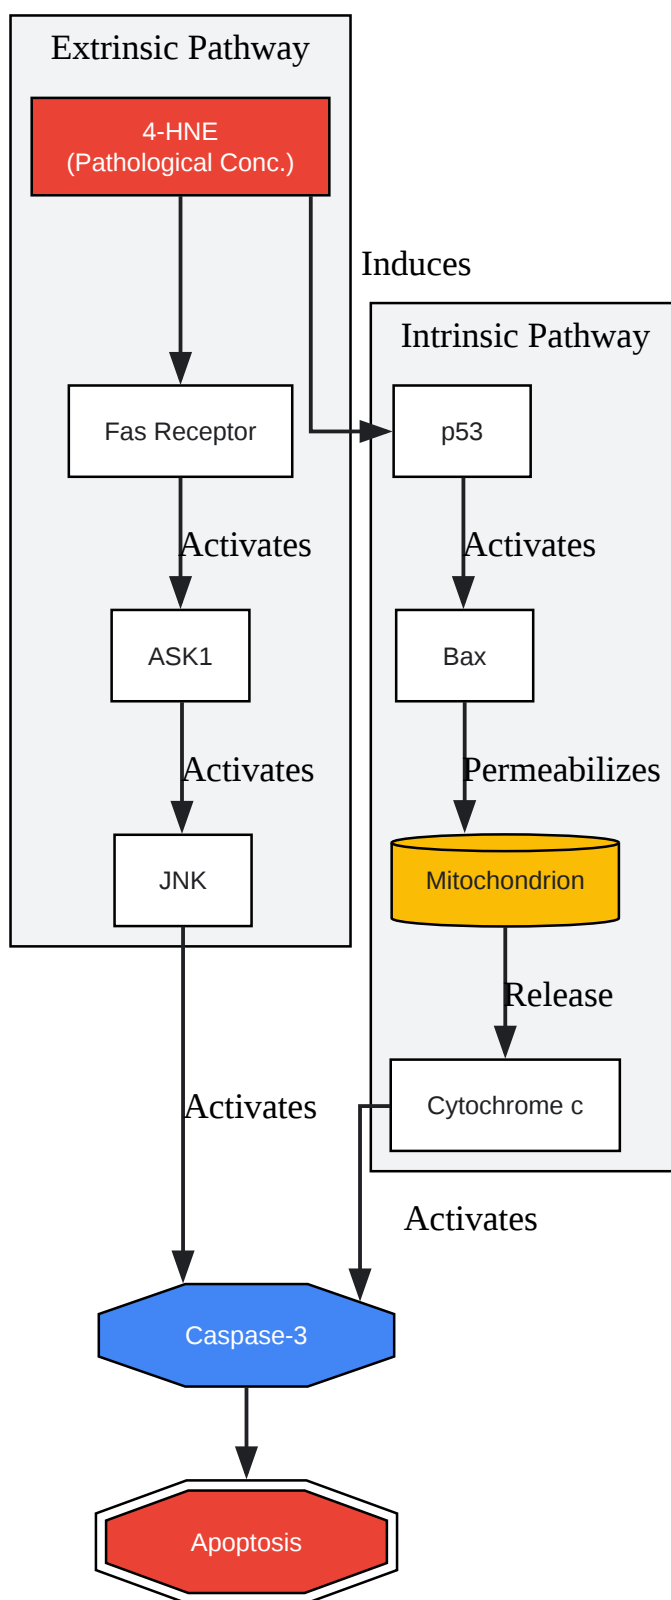 Extrinsic Pathway
4-HNE
(Pathological Conc.)
Induces
Intrinsic Pathway
Fas Receptor
p53
Activates
Activates
ASK1
Bax
Activates
Permeabilizes
JNK
Mitochondrion
Release
Activates
Cytochrome c
Activates
Caspase-3
Apoptosis